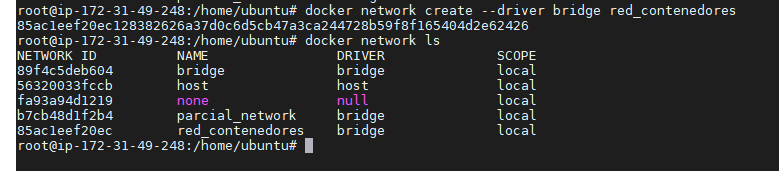 root@ip-172-31-49-248:/home/ubuntu# docker network create --driver bridge red_contenedores
85ac1eef20ec128382626a37d0c6d5cb47a3ca244728b59f8f165404d2e62426
root@ip-172-31-49-248:/home/ubuntu# docker network ls
NETWORK ID NAME DRIVER SCOPE
89f4c5deb604 bridge bridge local
56320033fccb host host local
fa93a94d1219 none null local
b7cb48d1f2b4 parcial_network bridge local
85ac1eef20ec red_contenedores bridge local
root@ip-172-31-49-248:/home/ubuntu#